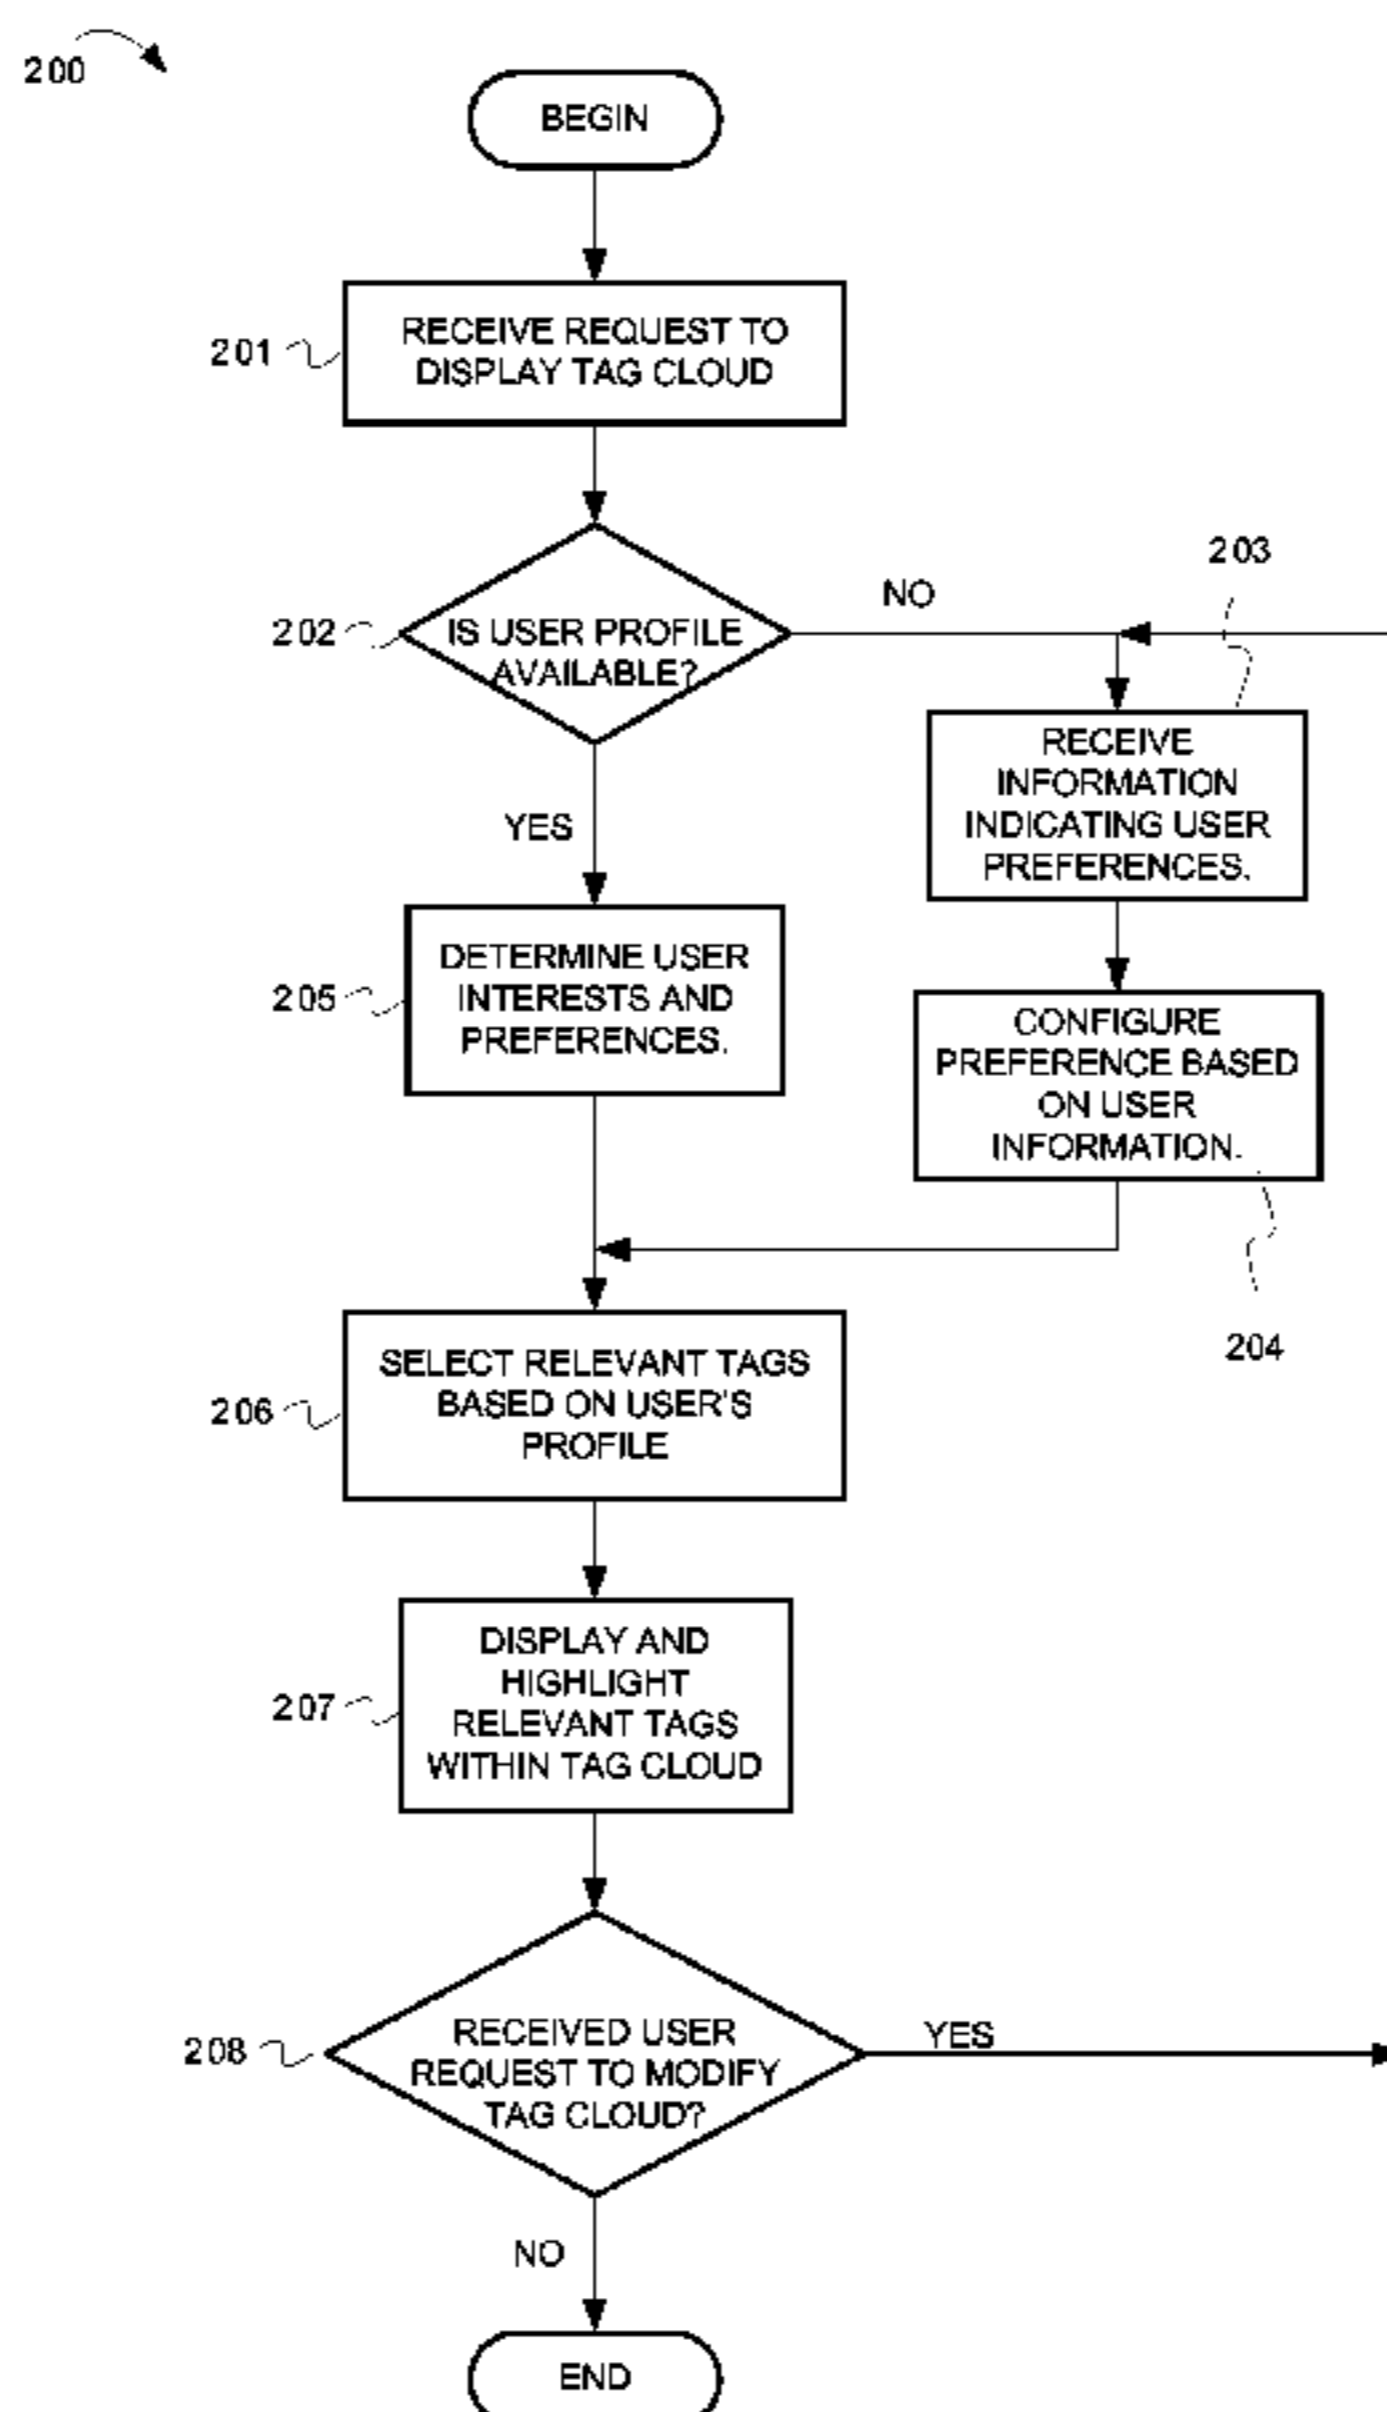 200
BEGIN
201
RECEIVE REQUEST TO
DISPLAY TAG CLOUD
202
IS USER PROFILE
AVAILABLE?
NO
203
RECEIVE
INFORMATION
INDICATING USER
PREFERENCES.
YES
205
DETERMINE USER
INTERESTS AND
PREFERENCES.
CONFIGURE
PREFERENCE BASED
ON USER
INFORMATION.
204
206
SELECT RELEVANT TAGS
BASED ON USER'S
PROFILE
207
DISPLAY AND
HIGHLIGHT
RELEVANT TAGS
WITHIN TAG CLOUD
208
RECEIVED USER
REQUEST TO MODIFY
TAG CLOUD?
YES
NO
END